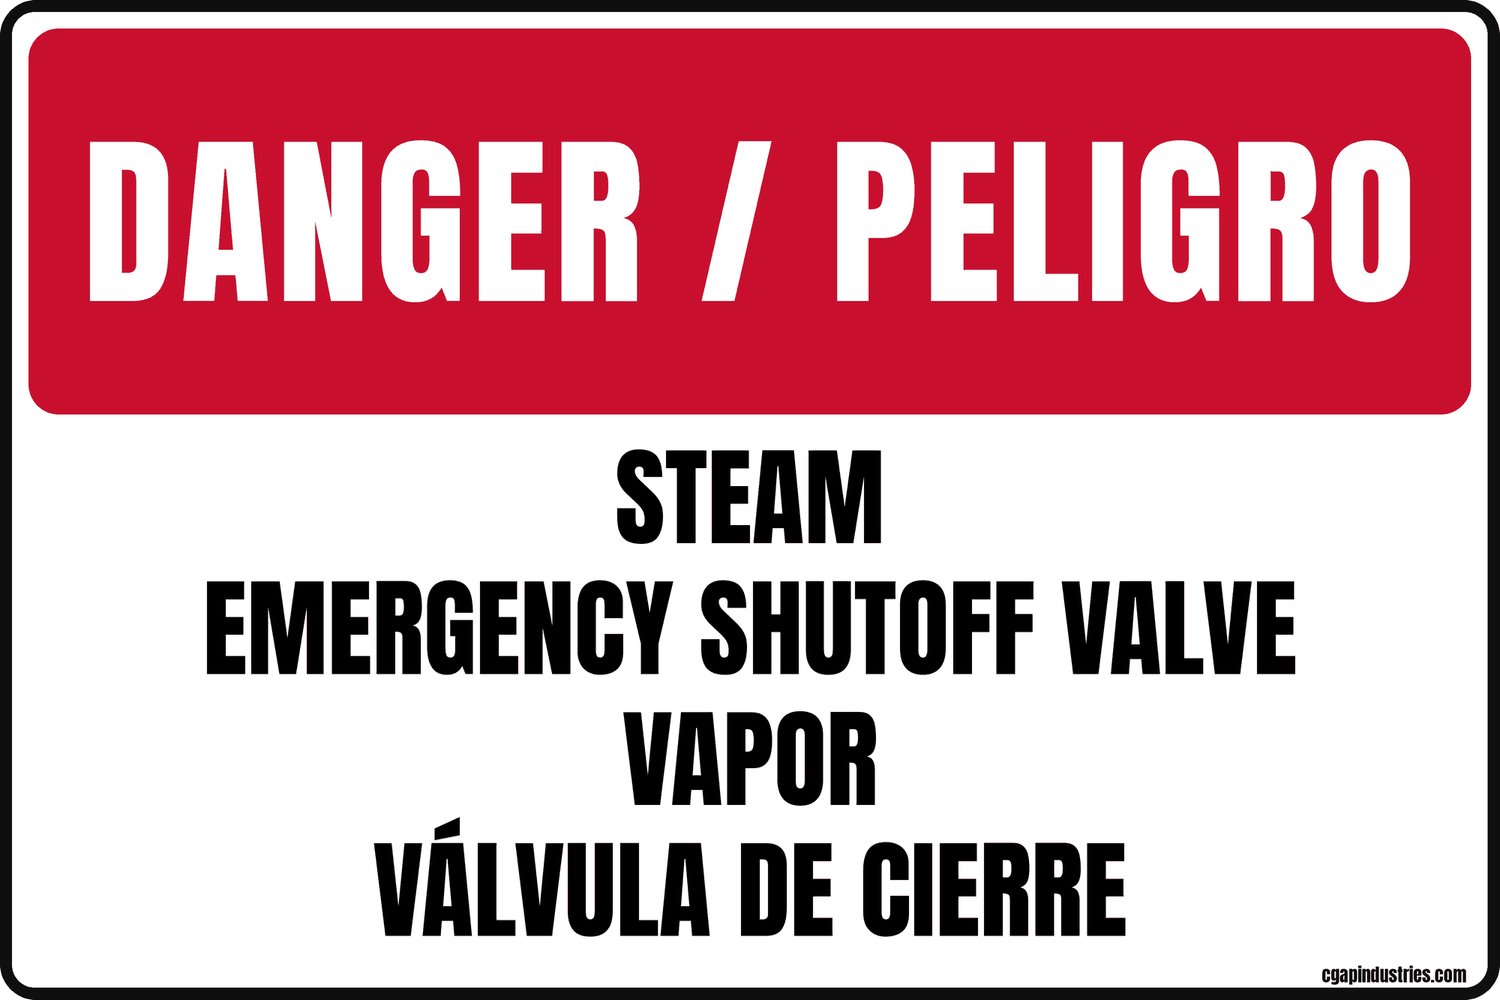 DANGER / PELIGRO
STEAM
EMERGENCY SHUTOFF VALVE
VAPOR
VÁLVULA DE CIERRE
cgapindustries.com